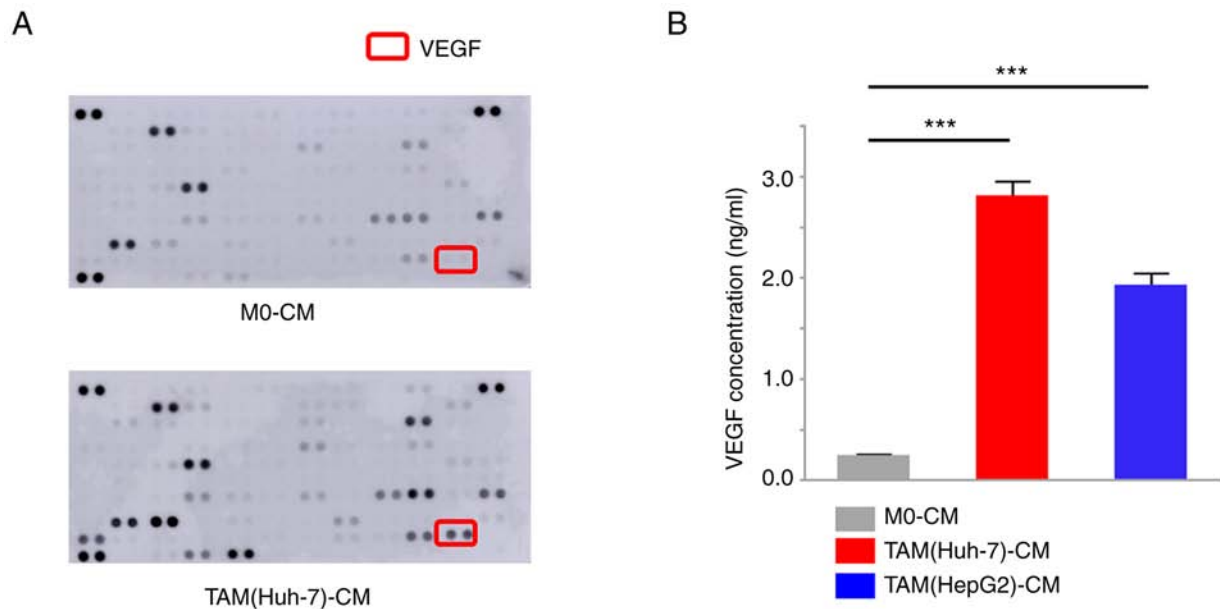 A
VEGF
M0-CM
TAM(Huh-7)-CM
B
***
***
VEGF concentration (ng/ml)
3.0
2.0
1.0
0.0
M0-CM
TAM(Huh-7)-CM
TAM(HepG2)-CM